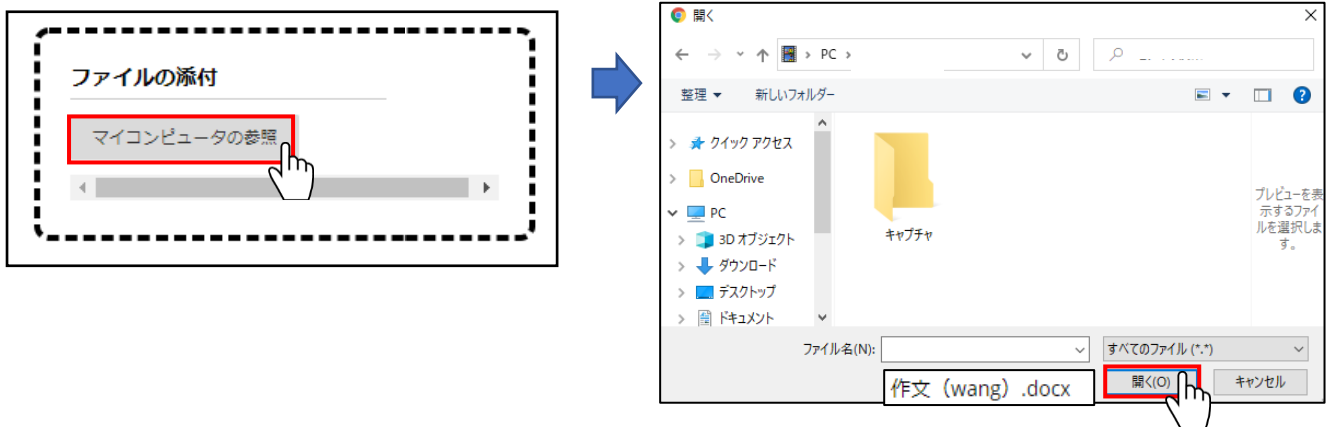 ファイルの添付
マイコンピュータの参照
開く
PC
整理
新しいフォルダー
クイック アクセス
OneDrive
PC
3D オブジェクト
ダウンロード
デスクトップ
ドキュメント
キャプチャ
プレビューを表
示するファイ
ルを選択しま
す。
ファイル名(N):
すべてのファイル (*.*)
作文（wang）.docx
開く(O)
キャンセル